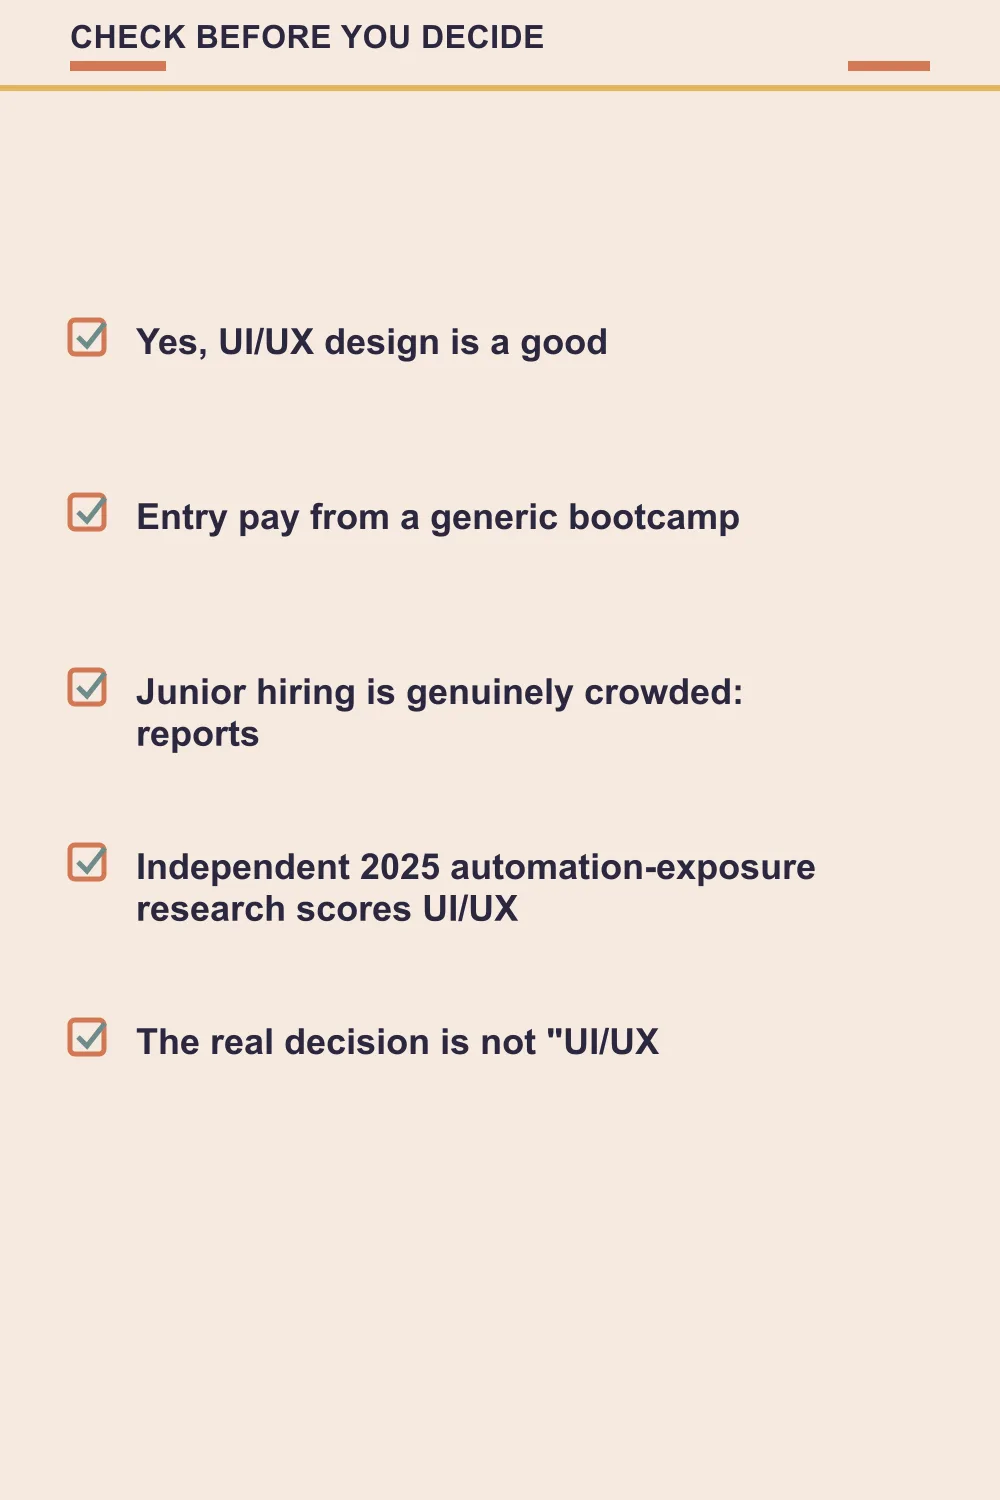 CHECK BEFORE YOU DECIDE
Yes, UI/UX design is a good
Entry pay from a generic bootcamp
Junior hiring is genuinely crowded:
reports
Independent 2025 automation-exposure
research scores UI/UX
The real decision is not "UI/UX